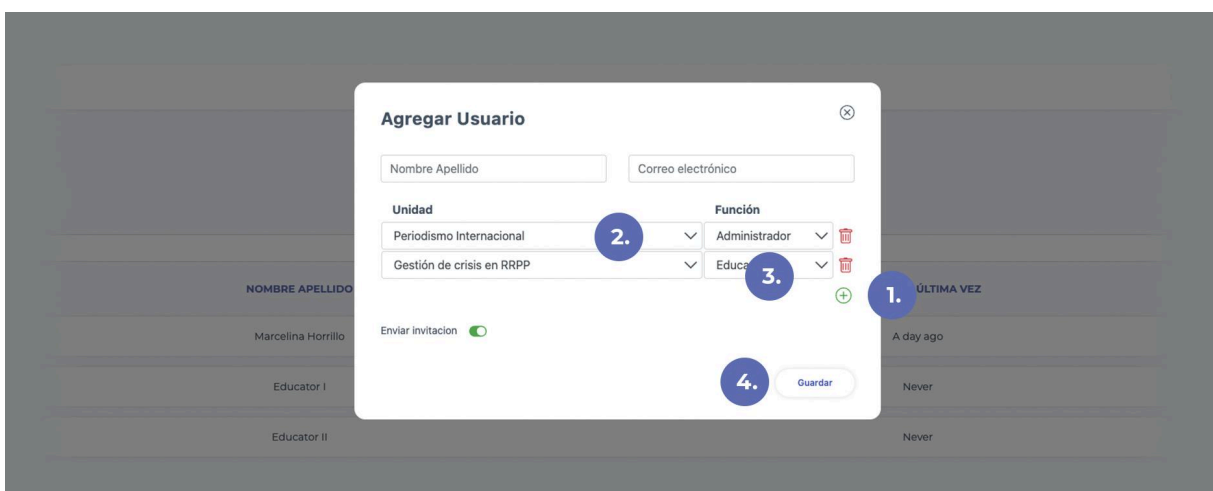 Agregar Usuario
Nombre Apellido Correo electrónico
Unidad Función
Periodismo Internacional 2. Administrador
Gestión de crisis en RRPP Educa 3.
NOMBRE APELLIDO 1. ÚLTIMA VEZ
Marcelina Horrillo Enviar invitacion A day ago
4. Guardar
Educator I Never
Educator II Never